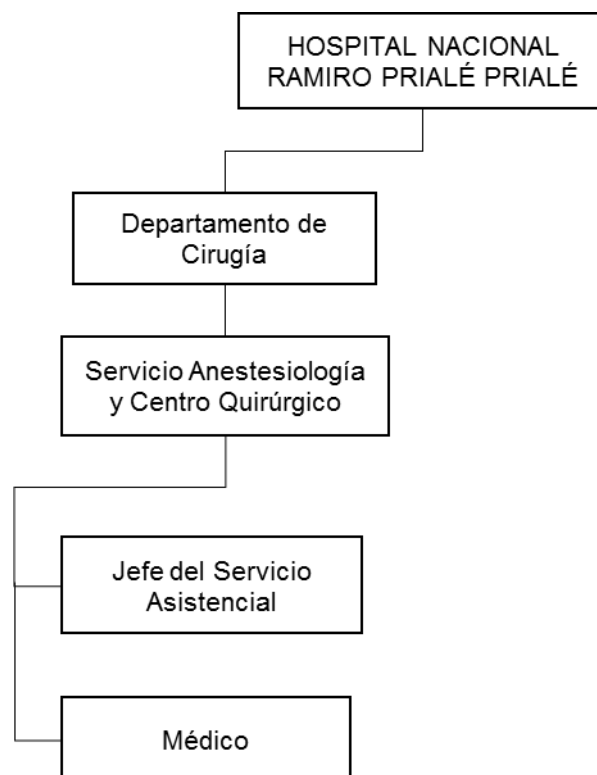 HOSPITAL NACIONAL
RAMIRO PRIALÉ PRIALÉ
Departamento de
Cirugía
Servicio Anestesiología
y Centro Quirúrgico
Jefe del Servicio
Asistencial
Médico